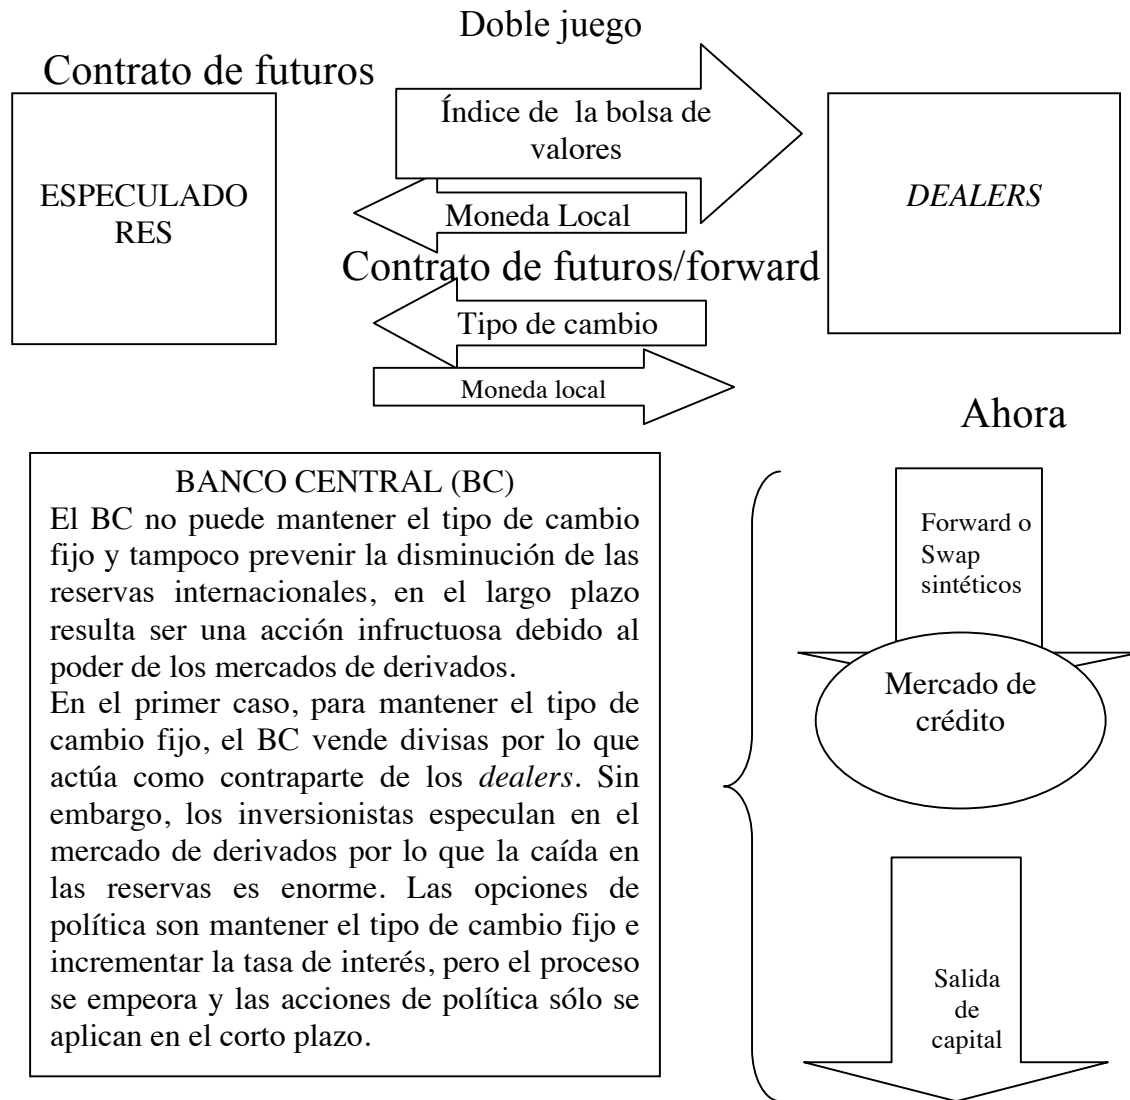 Doble juego
Contrato de futuros
Índice de la bolsa de
valores
ESPECULADO
RES
DEALERS
Moneda Local
Contrato de futuros/forward
Tipo de cambio
Moneda local
Ahora
BANCO CENTRAL (BC)
El BC no puede mantener el tipo de cambio
fijo y tampoco prevenir la disminución de las
reservas internacionales, en el largo plazo
resulta ser una acción infructuosa debido al
poder de los mercados de derivados.
En el primer caso, para mantener el tipo de
cambio fijo, el BC vende divisas por lo que
actúa como contraparte de los dealers. Sin
embargo, los inversionistas especulan en el
mercado de derivados por lo que la caída en
las reservas es enorme. Las opciones de
política son mantener el tipo de cambio fijo e
incrementar la tasa de interés, pero el proceso
se empeora y las acciones de política sólo se
aplican en el corto plazo.
Forward o
Swap
sintéticos
Mercado de
crédito
Salida
de
capital